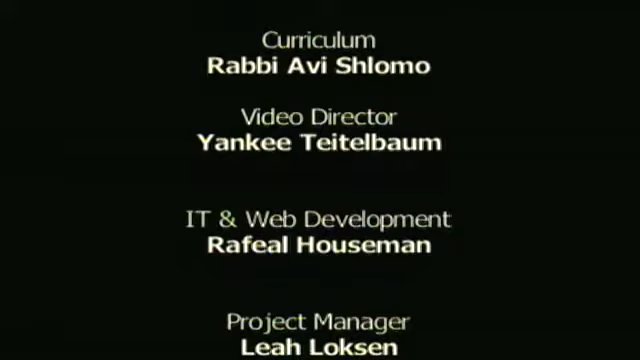 Curriculum
Rabbi Avi Shlomo
Video Director
Yankee Teitelbaum
IT & Web Development
Rafeal Houseman
Project Manager
Leah Loksen